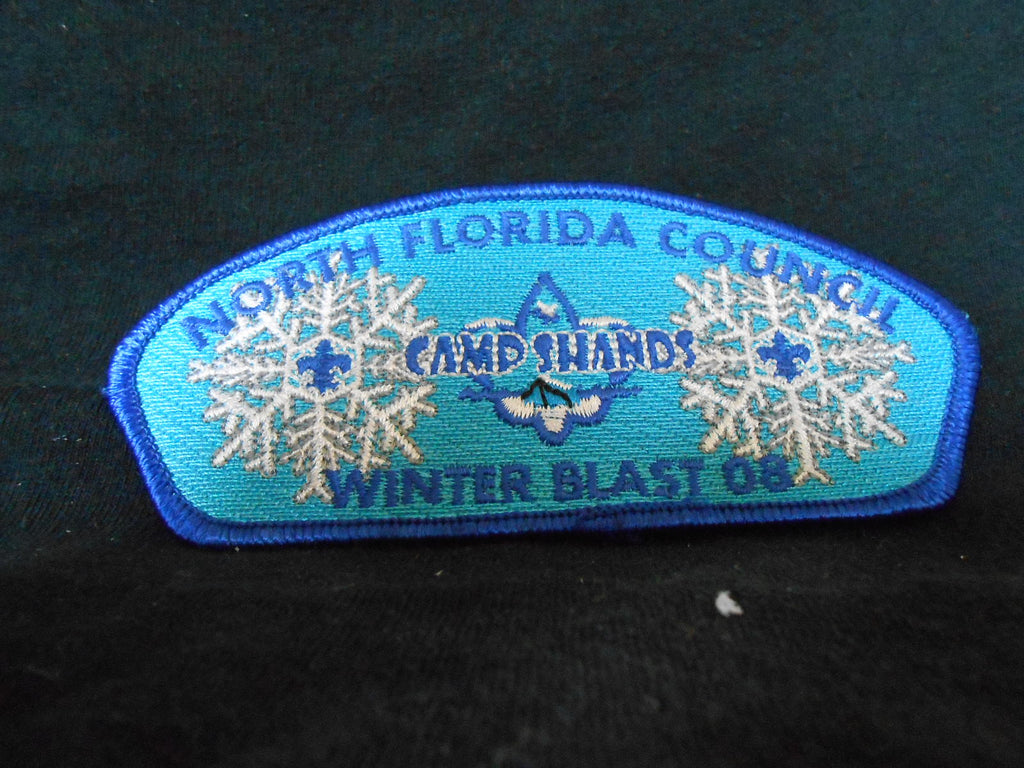 NORTH FLORIDA COUNCIL
CAMP SHANDS
WINTER BLAST 08